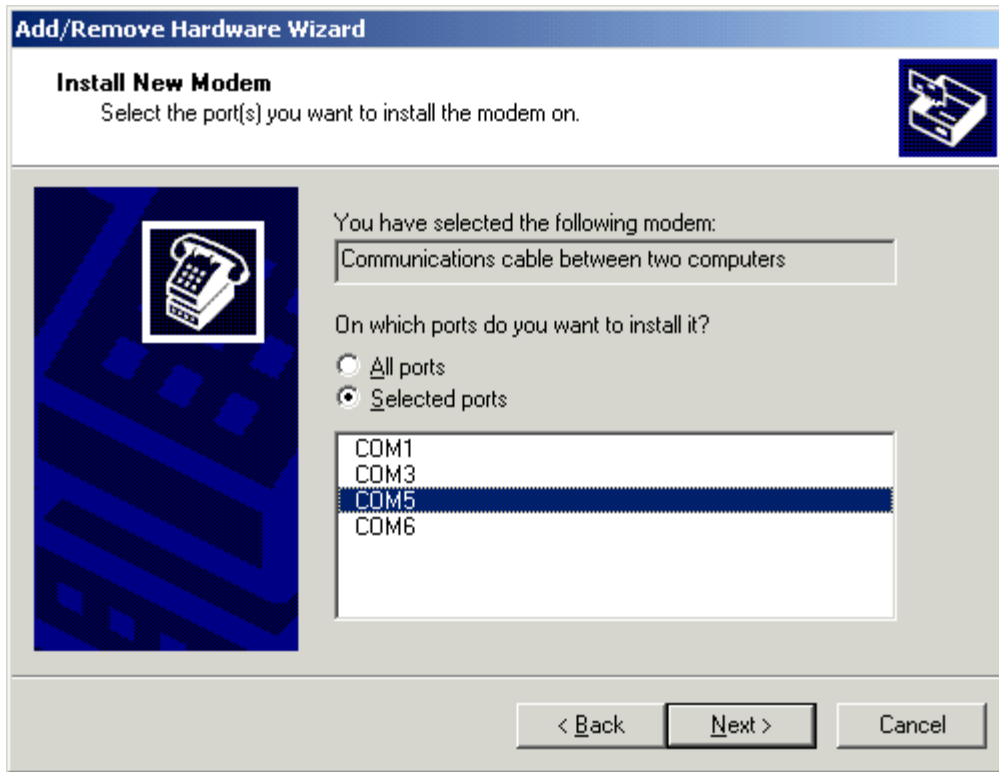 Add/Remove Hardware Wizard
Install New Modem
Select the port(s) you want to install the modem on.
You have selected the following modem:
Communications cable between two computers
On which ports do you want to install it?
All ports
Selected ports
COM1
COM3
COM5
COM6
< Back Next > Cancel